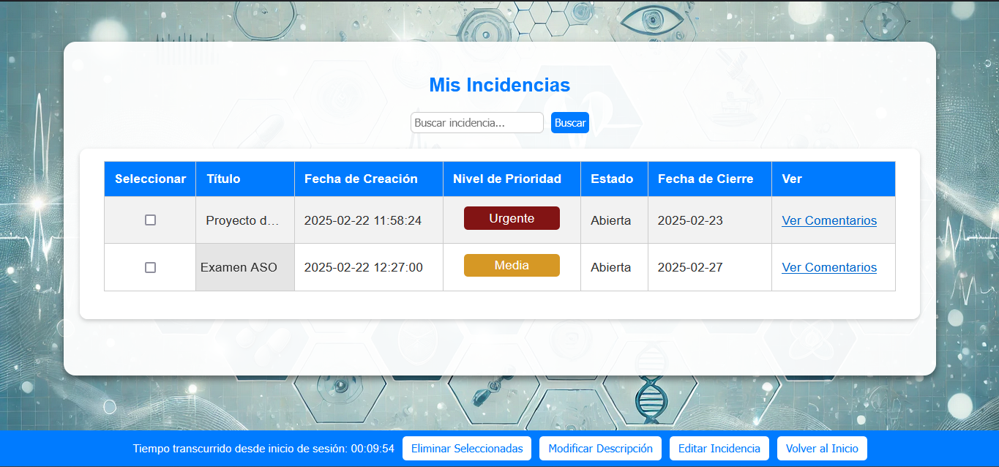 Mis Incidencias
Buscar incidencia... Buscar
Seleccionar Título Fecha de Creación Nivel de Prioridad Estado Fecha de Cierre Ver
Proyecto d... 2025-02-22 11:58:24 Urgente Abierta 2025-02-23 Ver Comentarios
Examen ASO 2025-02-22 12:27:00 Media Abierta 2025-02-27 Ver Comentarios
Tiempo transcurrido desde inicio de sesión: 00:09:54 Eliminar Seleccionadas Modificar Descripción Editar Incidencia Volver al Inicio